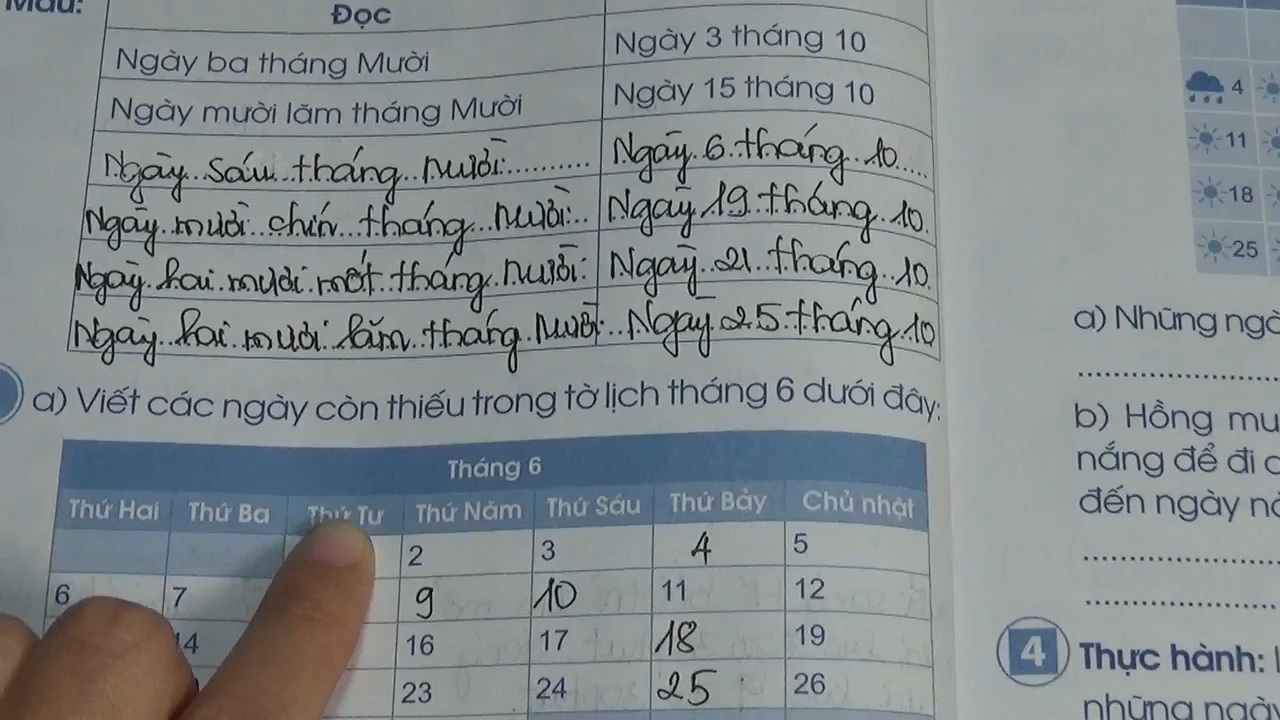 Mẫu:
Đọc
Ngày ba tháng Mười Ngày 3 tháng 10
Ngày mười lăm tháng Mười Ngày 15 tháng 10
Ngày sáu tháng mười Ngày 6 tháng 10
Ngày mười chín tháng mười Ngày 19 tháng 10
Ngày hai mươi mốt tháng mười Ngày 21 tháng 10
Ngày hai mươi lăm tháng mười Ngày 25 tháng 10
a) Viết các ngày còn thiếu trong tờ lịch tháng 6 dưới đây:
Tháng 6
Thứ Hai Thứ Ba Thứ Tư Thứ Năm Thứ Sáu Thứ Bảy Chủ nhật
2 3 4 5
6 7 9 10 11 12
14 16 17 18 19
23 24 25 26
4
11
18
25
a) Những
b) Hồng
nắng để đi
đến ngày
4 Thực hành:
những ngày